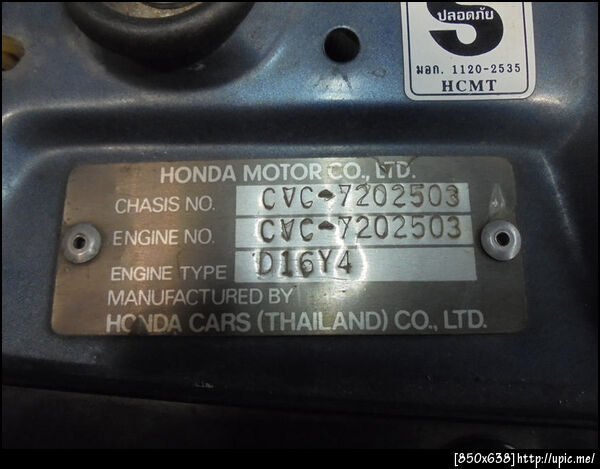 S
ปลอดภัย
มอก. 1120-2535
HCMT
HONDA MOTOR CO., LTD.
CHASIS NO. CVC-7202503
ENGINE NO. CVC-7202503
ENGINE TYPE D16Y4
MANUFACTURED BY
HONDA CARS (THAILAND) CO., LTD.
[850x638]http://upic.me/